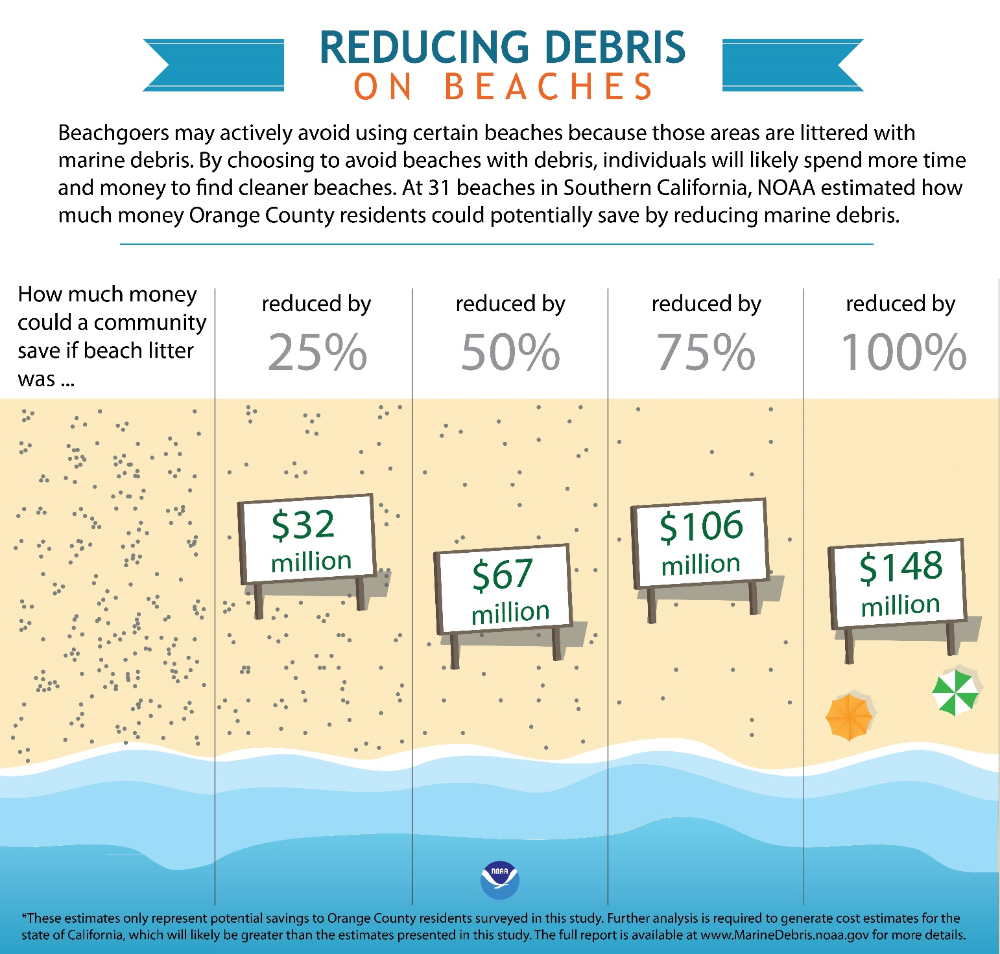 REDUCING DEBRIS
ON BEACHES
Beachgoers may actively avoid using certain beaches because those areas are littered with
marine debris. By choosing to avoid beaches with debris, individuals will likely spend more time
and money to find cleaner beaches. At 31 beaches in Southern California, NOAA estimated how
much money Orange County residents could potentially save by reducing marine debris.
How much money
could a community
save if beach litter
was ...
reduced by
25%
reduced by
50%
reduced by
75%
reduced by
100%
$32
million
$67
million
$106
million
$148
million
NOAA
*These estimates only represent potential savings to Orange County residents surveyed in this study. Further analysis is required to generate cost estimates for the
state of California, which will likely be greater than the estimates presented in this study. The full report is available at www.MarineDebris.noaa.gov for more details.